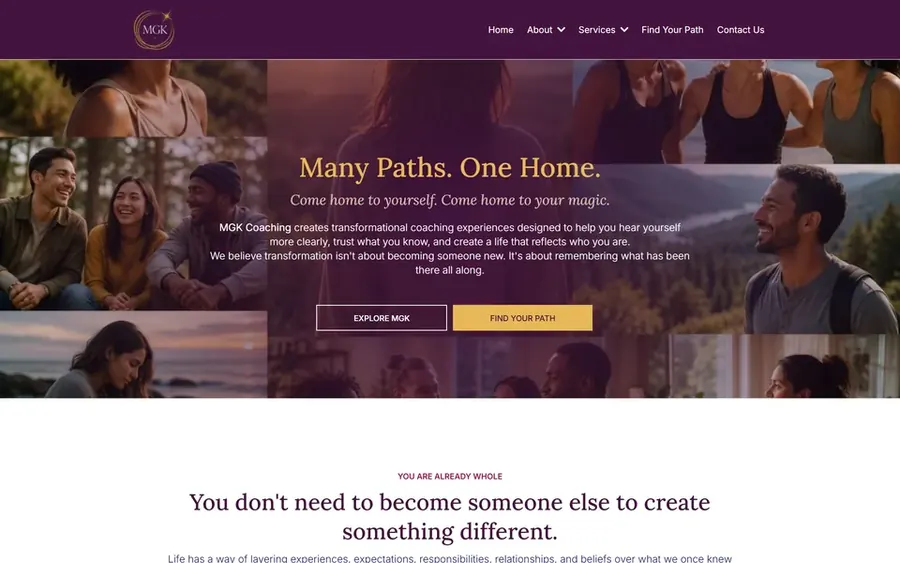 MGK
Home
About
Services
Find Your Path
Contact Us
Many Paths. One Home.
Come home to yourself. Come home to your magic.
MGK Coaching creates transformational coaching experiences designed to help you hear yourself
more clearly, trust what you know, and create a life that reflects who you are.
We believe transformation isn't about becoming someone new. It's about remembering what has been
there all along.
EXPLORE MGK
FIND YOUR PATH
YOU ARE ALREADY WHOLE
You don't need to become someone else to create
something different.
Life has a way of layering experiences, expectations, responsibilities, relationships, and beliefs over what we once knew